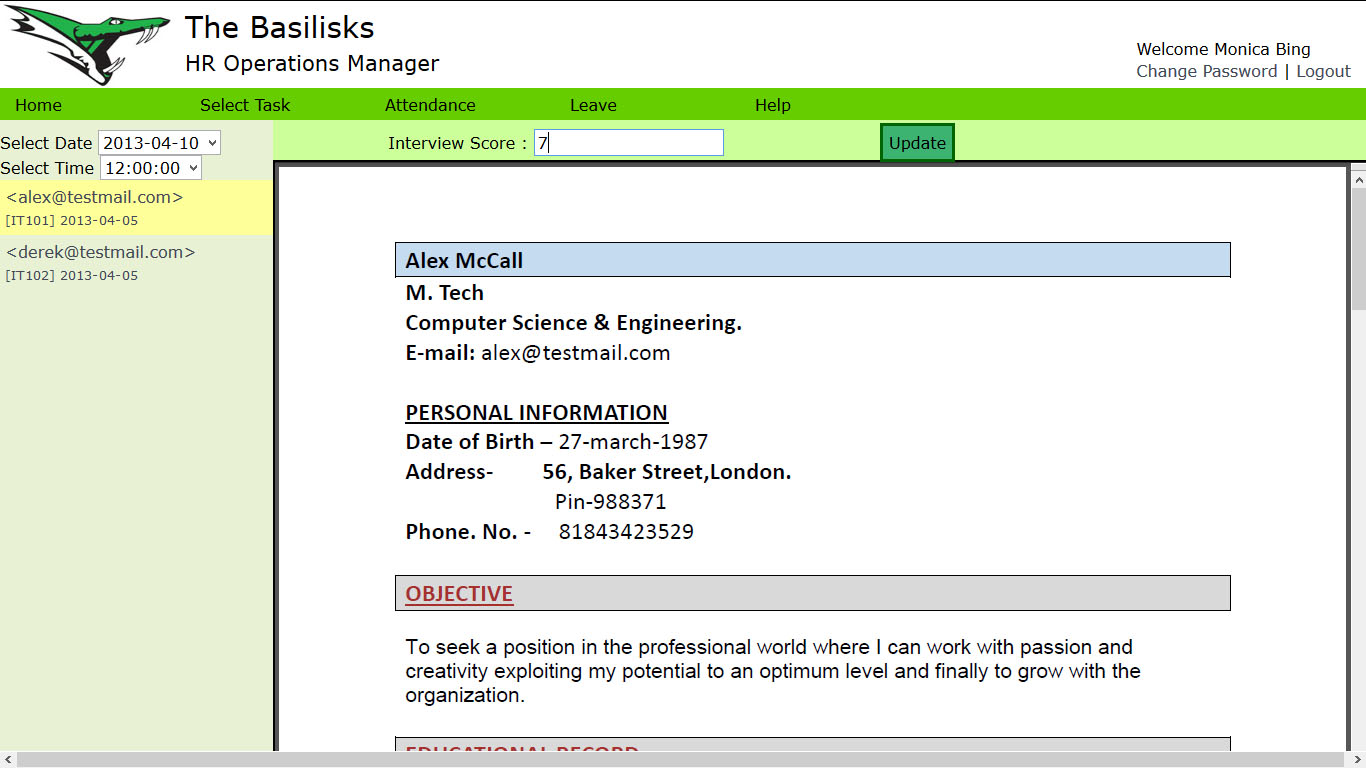 The Basilisks
HR Operations Manager
Welcome Monica Bing
Change Password | Logout
Home Select Task Attendance Leave Help
Select Date 2013-04-10
Interview Score : 7
Update
Select Time 12:00:00
<alex@testmail.com>
[IT101] 2013-04-05
<derek@testmail.com>
[IT102] 2013-04-05
Alex McCall
M. Tech
Computer Science & Engineering.
E-mail: alex@testmail.com
PERSONAL INFORMATION
Date of Birth – 27-march-1987
Address- 56, Baker Street,London.
Pin-988371
Phone. No. - 81843423529
OBJECTIVE
To seek a position in the professional world where I can work with passion and
creativity exploiting my potential to an optimum level and finally to grow with the
organization.
EDUCATIONAL RECORD